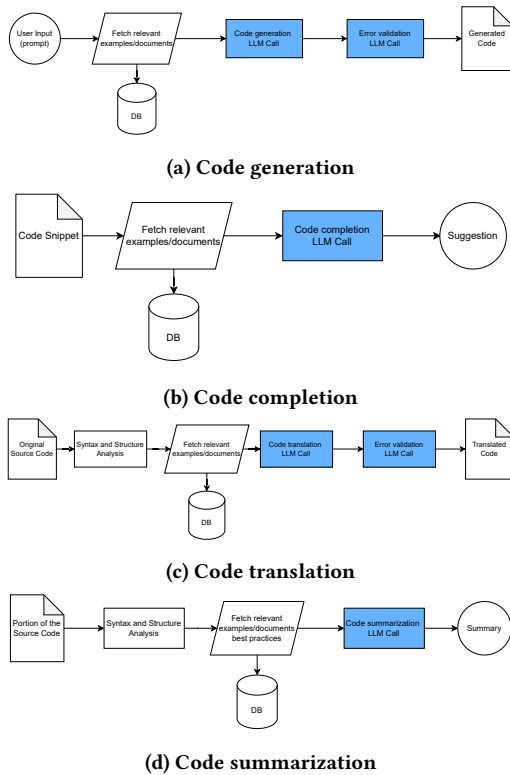 User Input
(prompt)
Fetch relevant
examples/documents
Code generation
LLM Call
Error validation
LLM Call
Generated
Code
DB
(a) Code generation
Code Snippet
Fetch relevant
examples/documents
Code completion
LLM Call
Suggestion
DB
(b) Code completion
Original
Source Code
Syntax and Structure
Analysis
Fetch relevant
examples/documents
Code translation
LLM Call
Error validation
LLM Call
Translated
Code
DB
(c) Code translation
Portion of the
Source Code
Syntax and Structure
Analysis
Fetch relevant
examples/documents
best practices
Code summarization
LLM Call
Summary
DB
(d) Code summarization